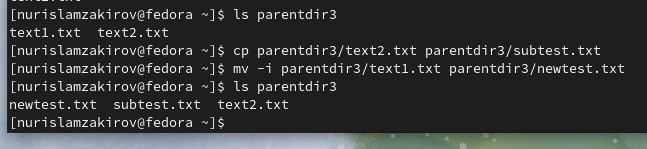 [nurislamzakirov@fedora ~]$ ls parentdir3
text1.txt  text2.txt
[nurislamzakirov@fedora ~]$ cp parentdir3/text2.txt parentdir3/subtest.txt
[nurislamzakirov@fedora ~]$ mv -i parentdir3/text1.txt parentdir3/newtest.txt
[nurislamzakirov@fedora ~]$ ls parentdir3
newtest.txt  subtest.txt  text2.txt
[nurislamzakirov@fedora ~]$